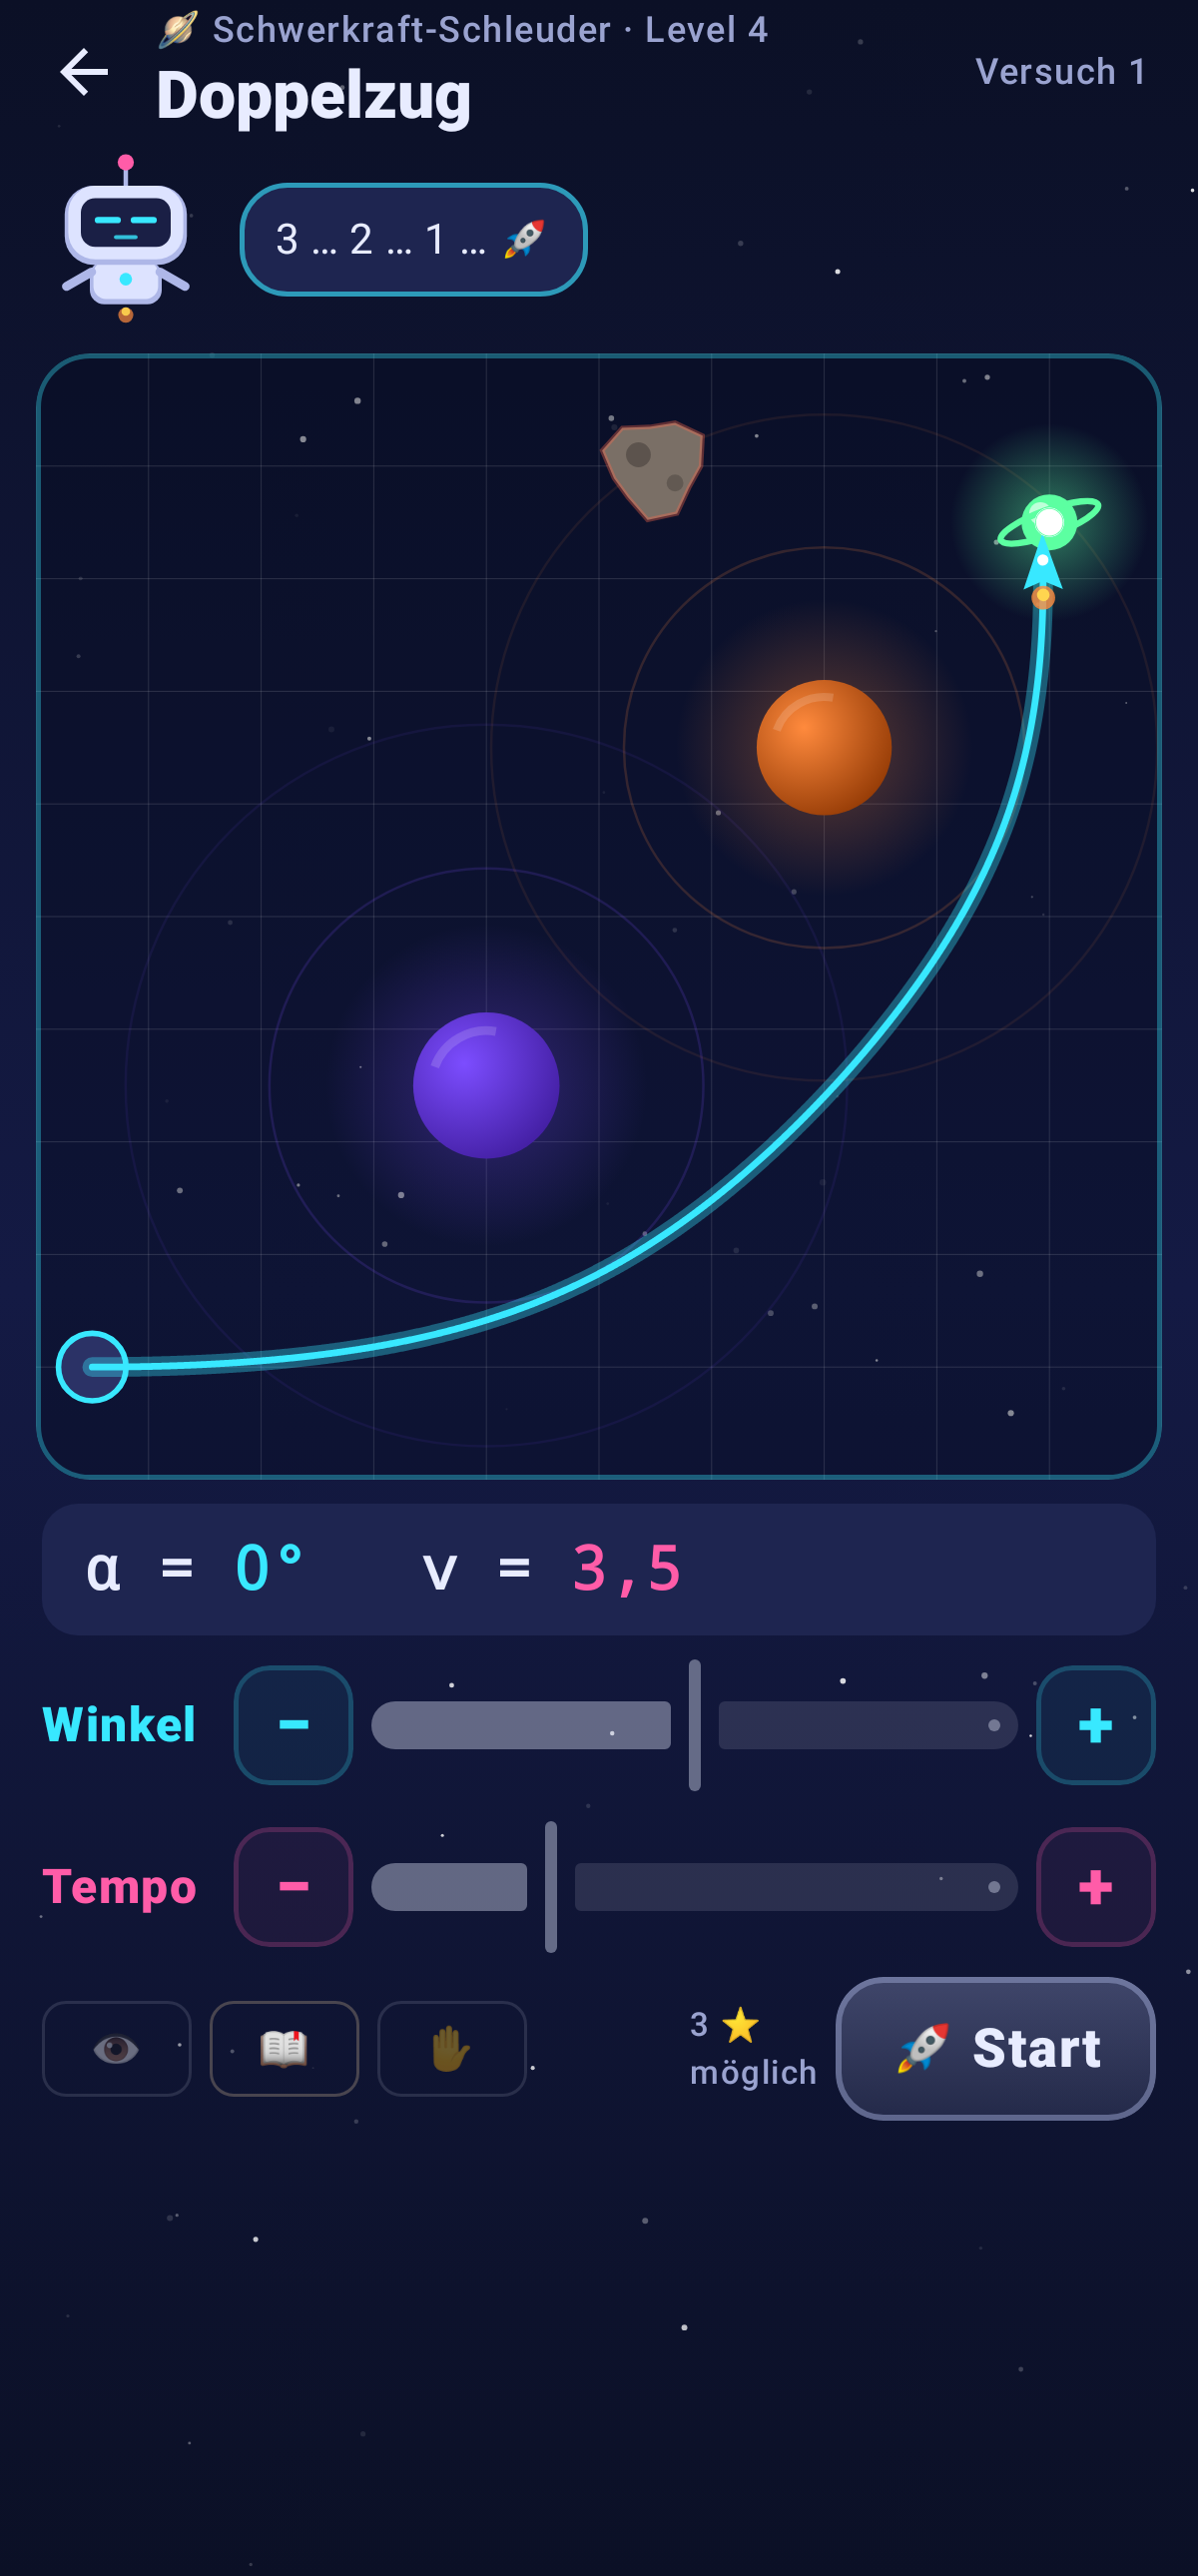 🪐 Schwerkraft-Schleuder · Level 4
Doppelzug
Versuch 1
3 … 2 … 1 … 🚀
α = 0° v = 3,5
Winkel − +
Tempo − +
3 ⭐
möglich
🚀 Start